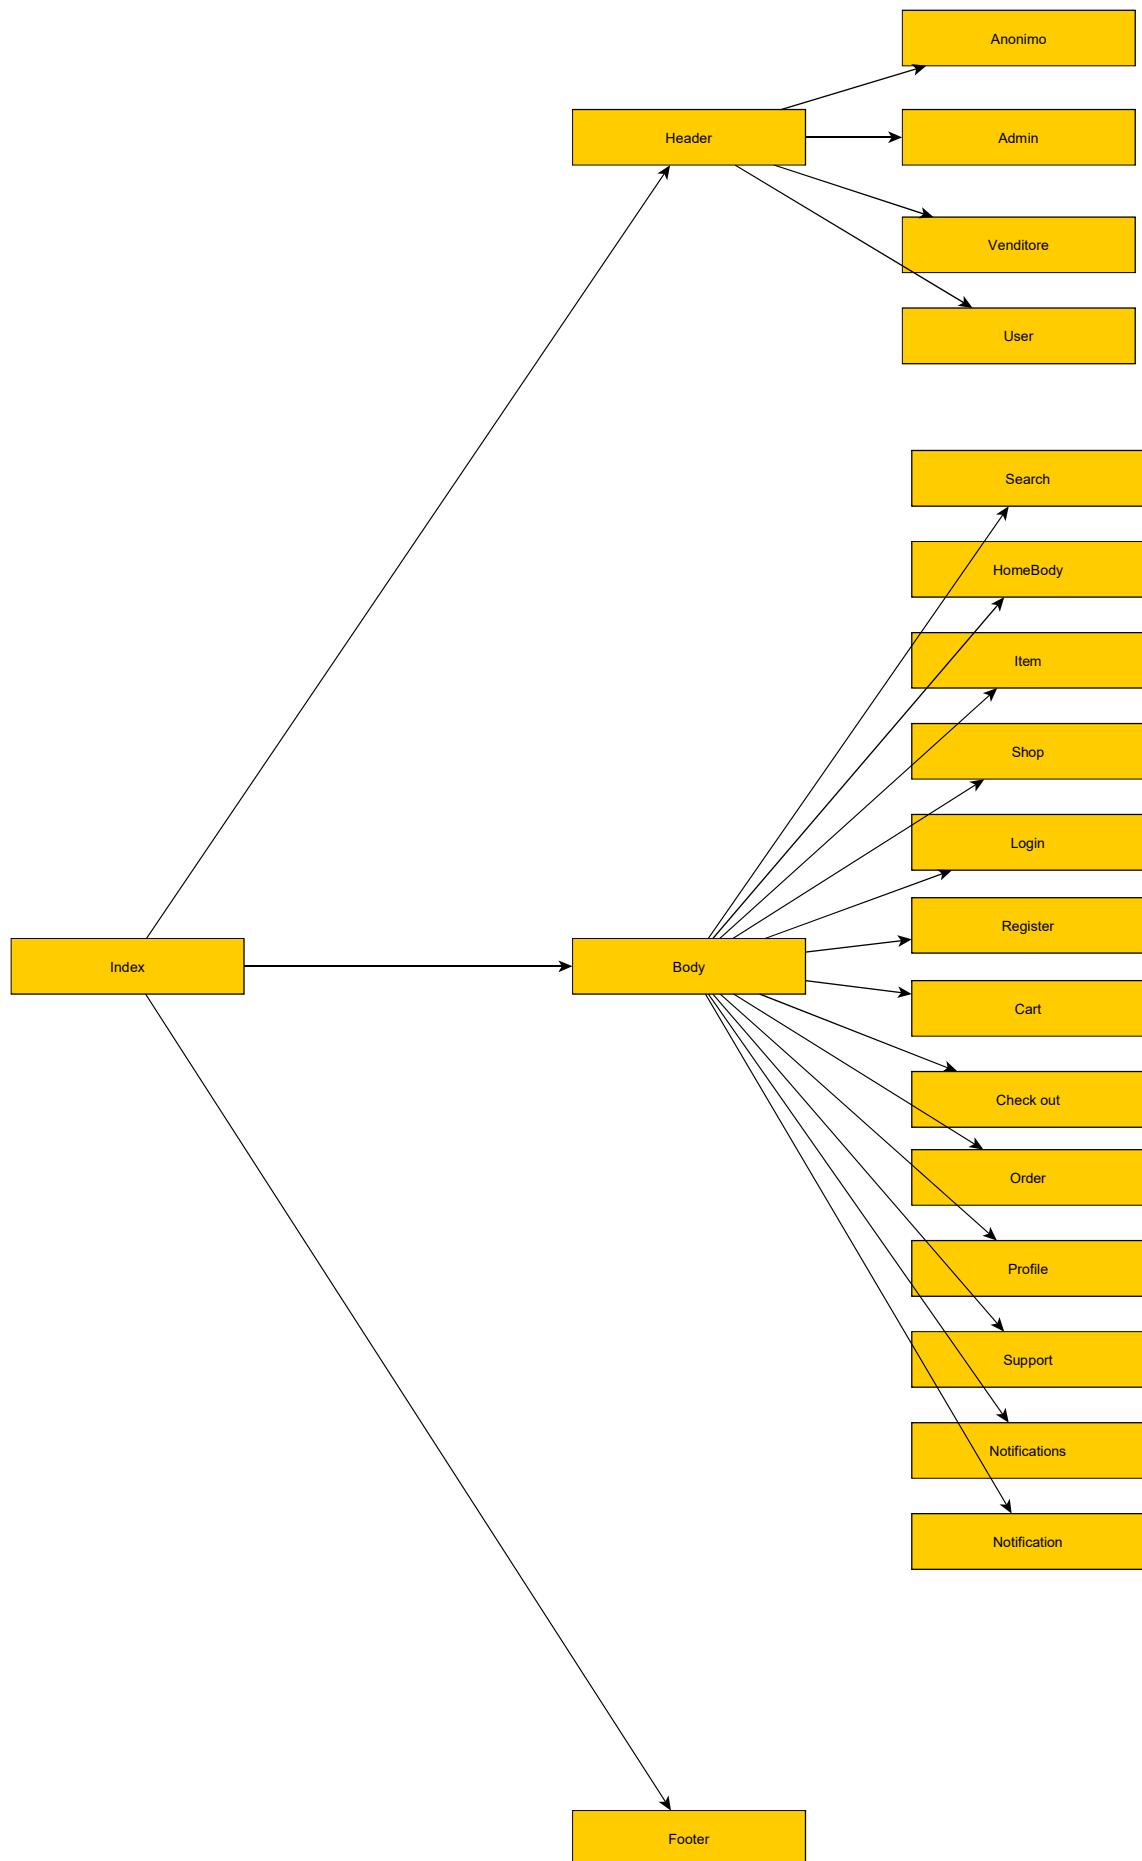 Anonimo
Header
Admin
Venditore
User
Search
HomeBody
Item
Shop
Login
Register
Index
Body
Cart
Check out
Order
Profile
Support
Notifications
Notification
Footer